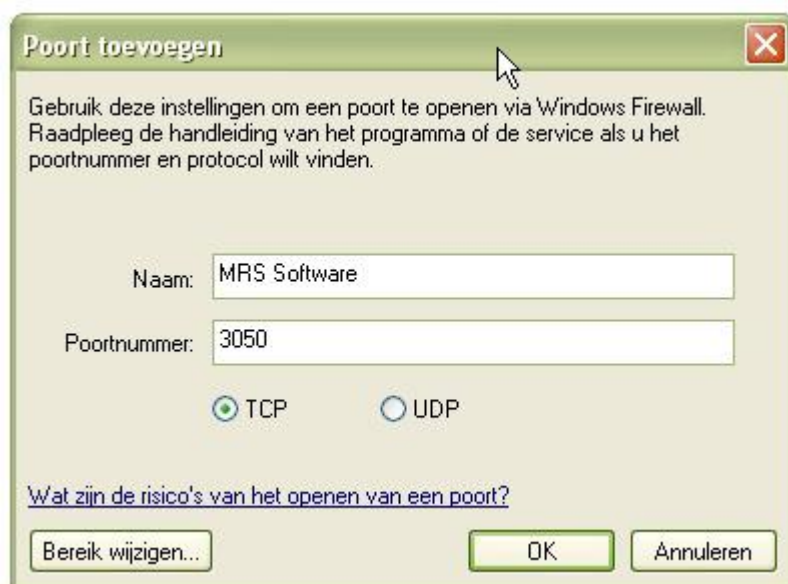 Poort toevoegen
Gebruik deze instellingen om een poort te openen via Windows Firewall.
Raadpleeg de handleiding van het programma of de service als u het
poortnummer en protocol wilt vinden.
Naam: MRS Software
Poortnummer: 3050
TCP UDP
Wat zijn de risico's van het openen van een poort?
Bereik wijzigen... OK Annuleren